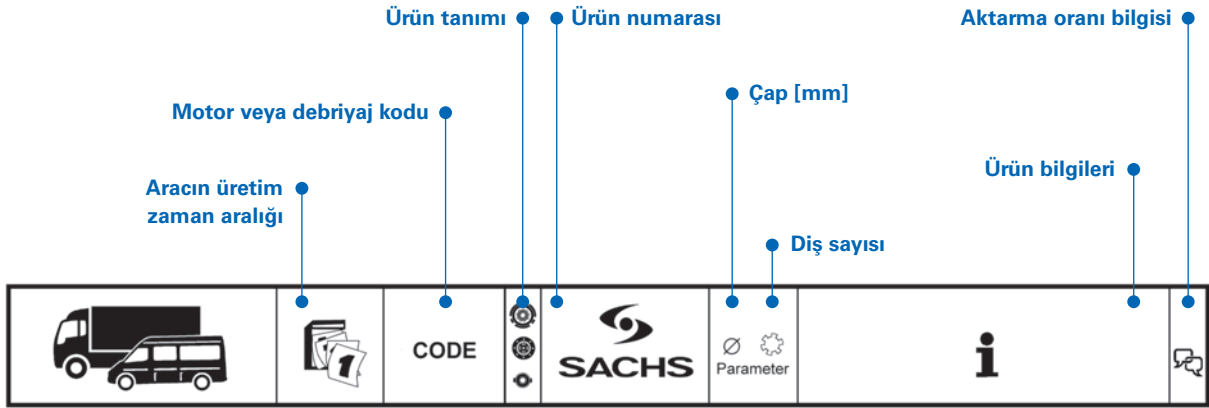 Ürün tanımı
Ürün numarası
Aktarma oranı bilgisi
Çap [mm]
Motor veya debriyaj kodu
Ürün bilgileri
Aracın üretim
zaman aralığı
Diş sayısı
1
CODE
SACHS
Ø
Parameter
i